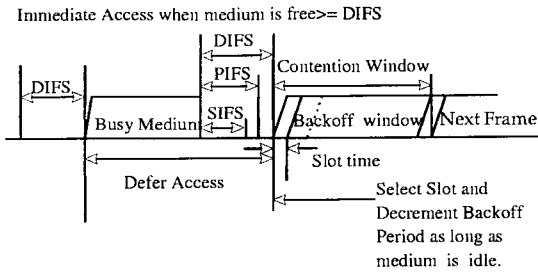 Immediate Access when medium is free>= DIFS
DIFS
DIFS
PIFS
Contention Window
SIFS
Busy Medium
Backoff window
Next Frame
Slot time
Defer Access
Select Slot and
Decrement Backoff
Period as long as
medium is idle.